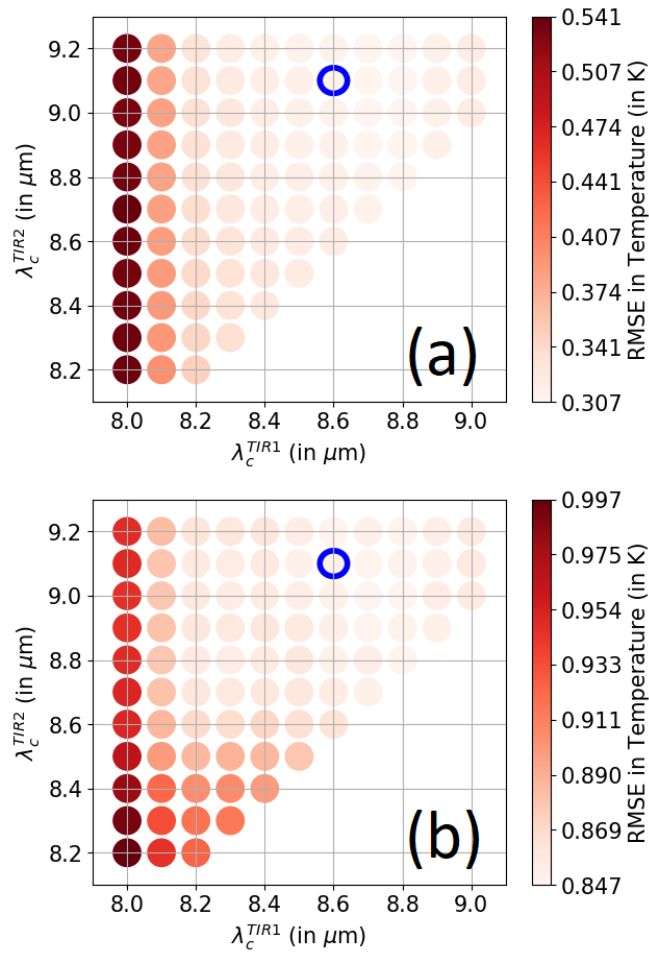 9.2
9.0
8.8
8.6
8.4
8.2
λ_c^{TIR2} (in μm)
8.0 8.2 8.4 8.6 8.8 9.0
λ_c^{TIR1} (in μm)
(a)
0.541
0.507
0.474
0.441
0.407
0.374
0.341
0.307
RMSE in Temperature (in K)
9.2
9.0
8.8
8.6
8.4
8.2
λ_c^{TIR2} (in μm)
8.0 8.2 8.4 8.6 8.8 9.0
λ_c^{TIR1} (in μm)
(b)
0.997
0.975
0.954
0.933
0.911
0.890
0.869
0.847
RMSE in Temperature (in K)